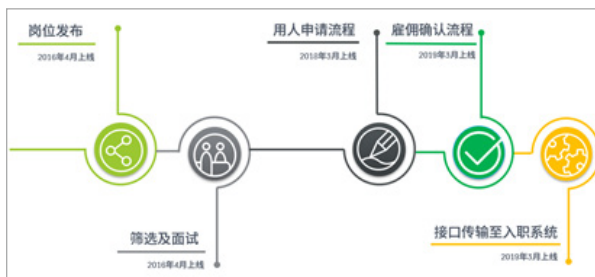 岗位发布
2016年4月上线
筛选及面试
2016年4月上线
用人申请流程
2018年3月上线
雇佣确认流程
2019年3月上线
接口传输至入职系统
2019年3月上线